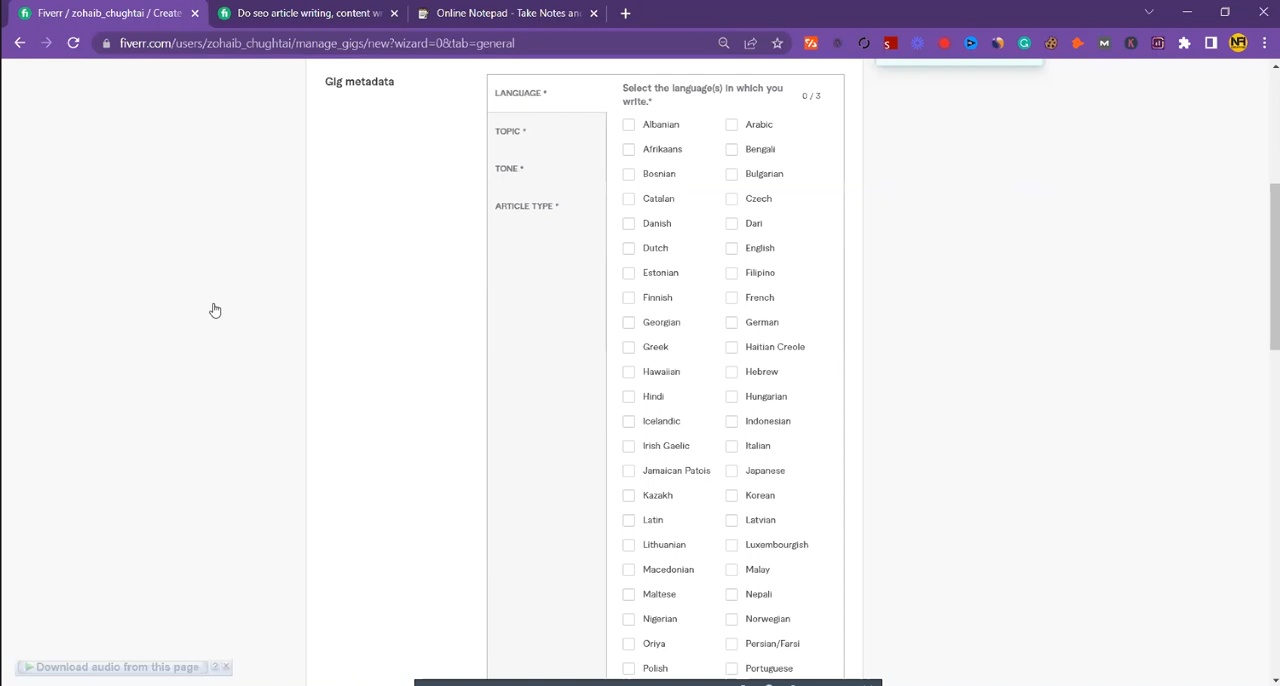 Fiverr / zohaib_chughtai / Create
Do seo article writing, content w
Online Notepad - Take Notes an
fiverr.com/users/zohaib_chughtai/manage_gigs/new?wizard=0&tab=general
Gig metadata
LANGUAGE *
TOPIC *
TONE *
ARTICLE TYPE *
Select the language(s) in which you
write.*
0 / 3
Albanian Arabic
Afrikaans Bengali
Bosnian Bulgarian
Catalan Czech
Danish Dari
Dutch English
Estonian Filipino
Finnish French
Georgian German
Greek Haitian Creole
Hawaiian Hebrew
Hindi Hungarian
Icelandic Indonesian
Irish Gaelic Italian
Jamaican Patois Japanese
Kazakh Korean
Latin Latvian
Lithuanian Luxembourgish
Macedonian Malay
Maltese Nepali
Nigerian Norwegian
Oriya Persian/Farsi
Polish Portuguese
Download audio from this page ? x